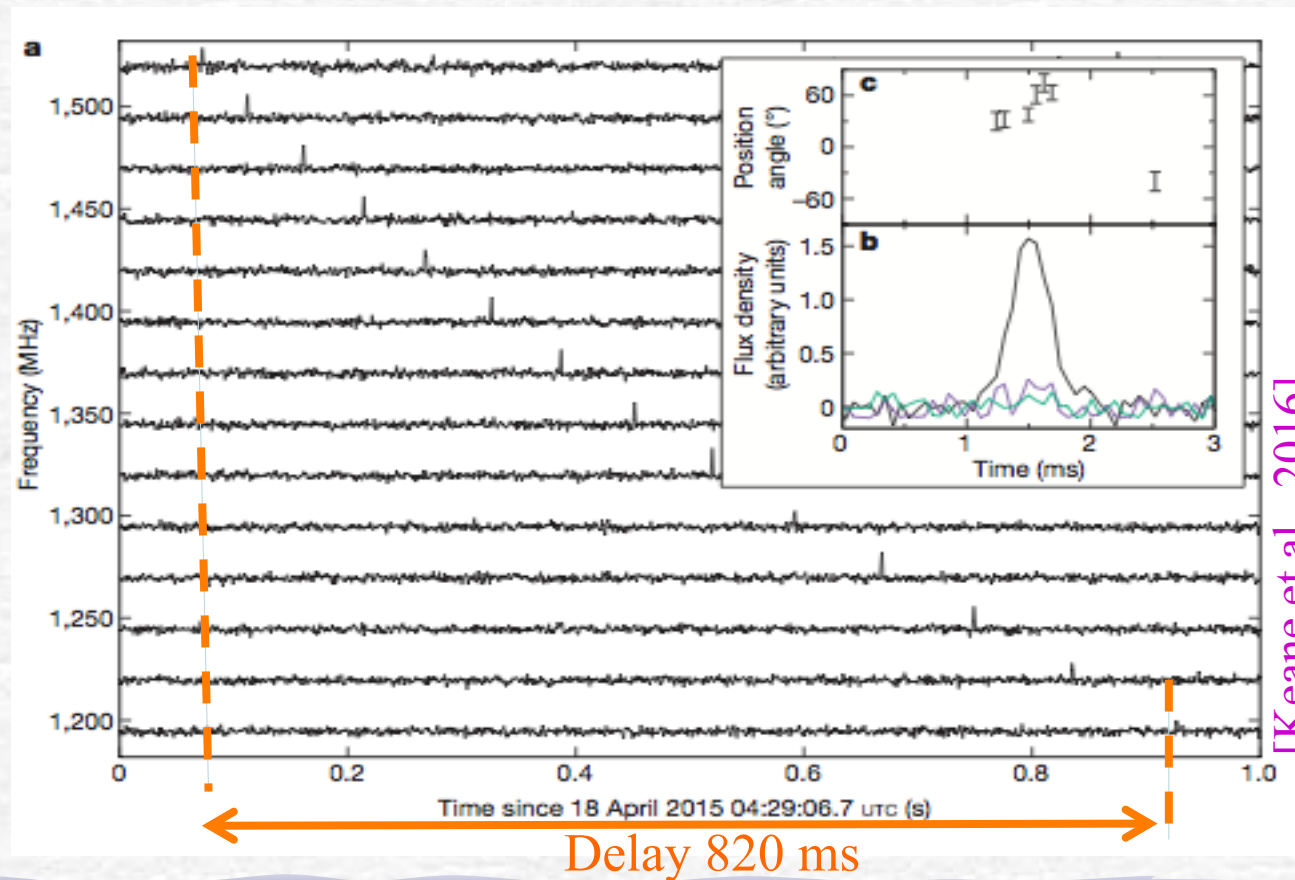 a
1,500
1,450
1,400
1,350
1,300
1,250
1,200
Frequency (MHz)
0
0.2
0.4
0.6
0.8
1.0
Time since 18 April 2015 04:29:06.7 UTC (s)
c
60
0
–60
Position
angle (°)
b
1.5
1.0
0.5
0
Flux density
(arbitrary units)
0
1
2
3
Time (ms)
Delay 820 ms
[Keane et al. 2016]